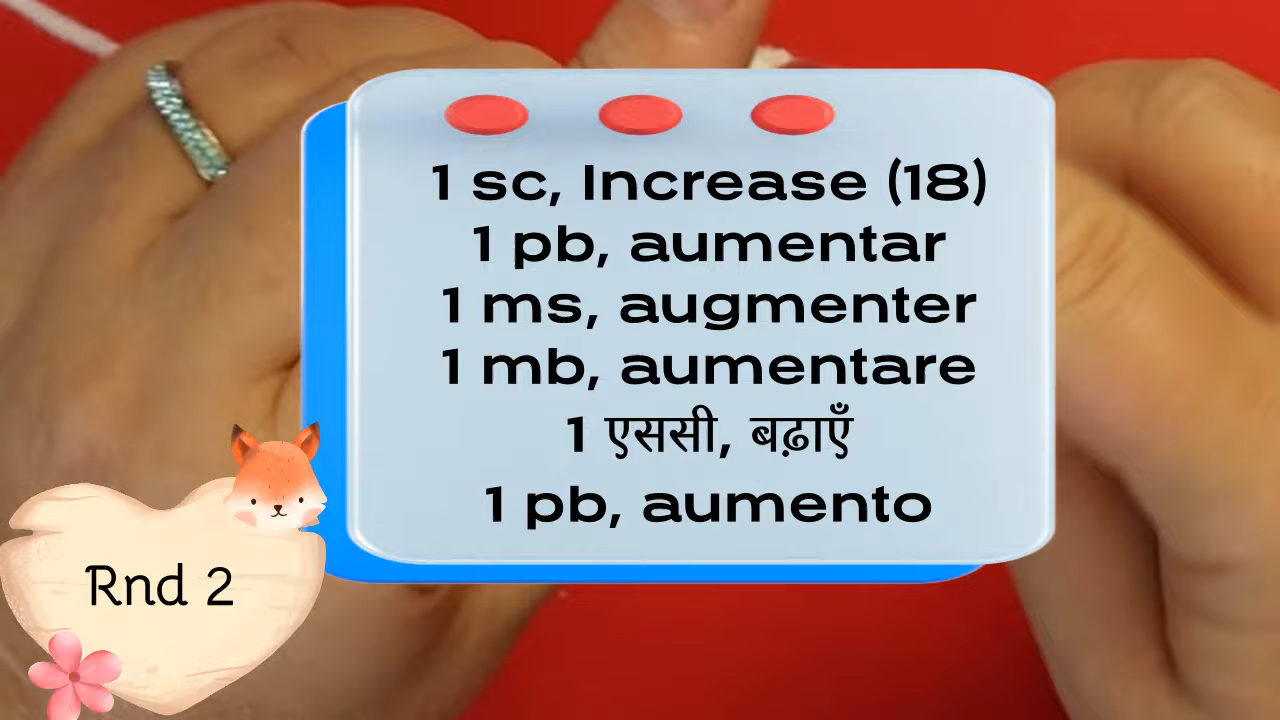 1 sc, Increase (18)
1 pb, aumentar
1 ms, augmenter
1 mb, aumentare
1 एससी, बढ़ाएँ
1 pb, aumento
Rnd 2